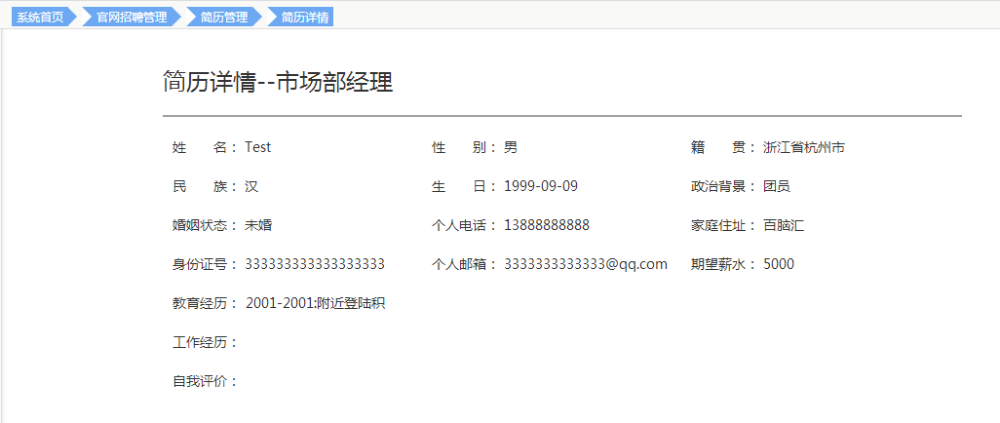 系统首页 官网招聘管理 简历管理 简历详情
简历详情--市场部经理
姓 名： Test 性 别： 男 籍 贯： 浙江省杭州市
民 族： 汉 生 日： 1999-09-09 政治背景： 团员
婚姻状态： 未婚 个人电话： 13888888888 家庭住址： 百脑汇
身份证号： 333333333333333333 个人邮箱： 3333333333333@qq.com 期望薪水： 5000
教育经历： 2001-2001:附近登陆积
工作经历：
自我评价：